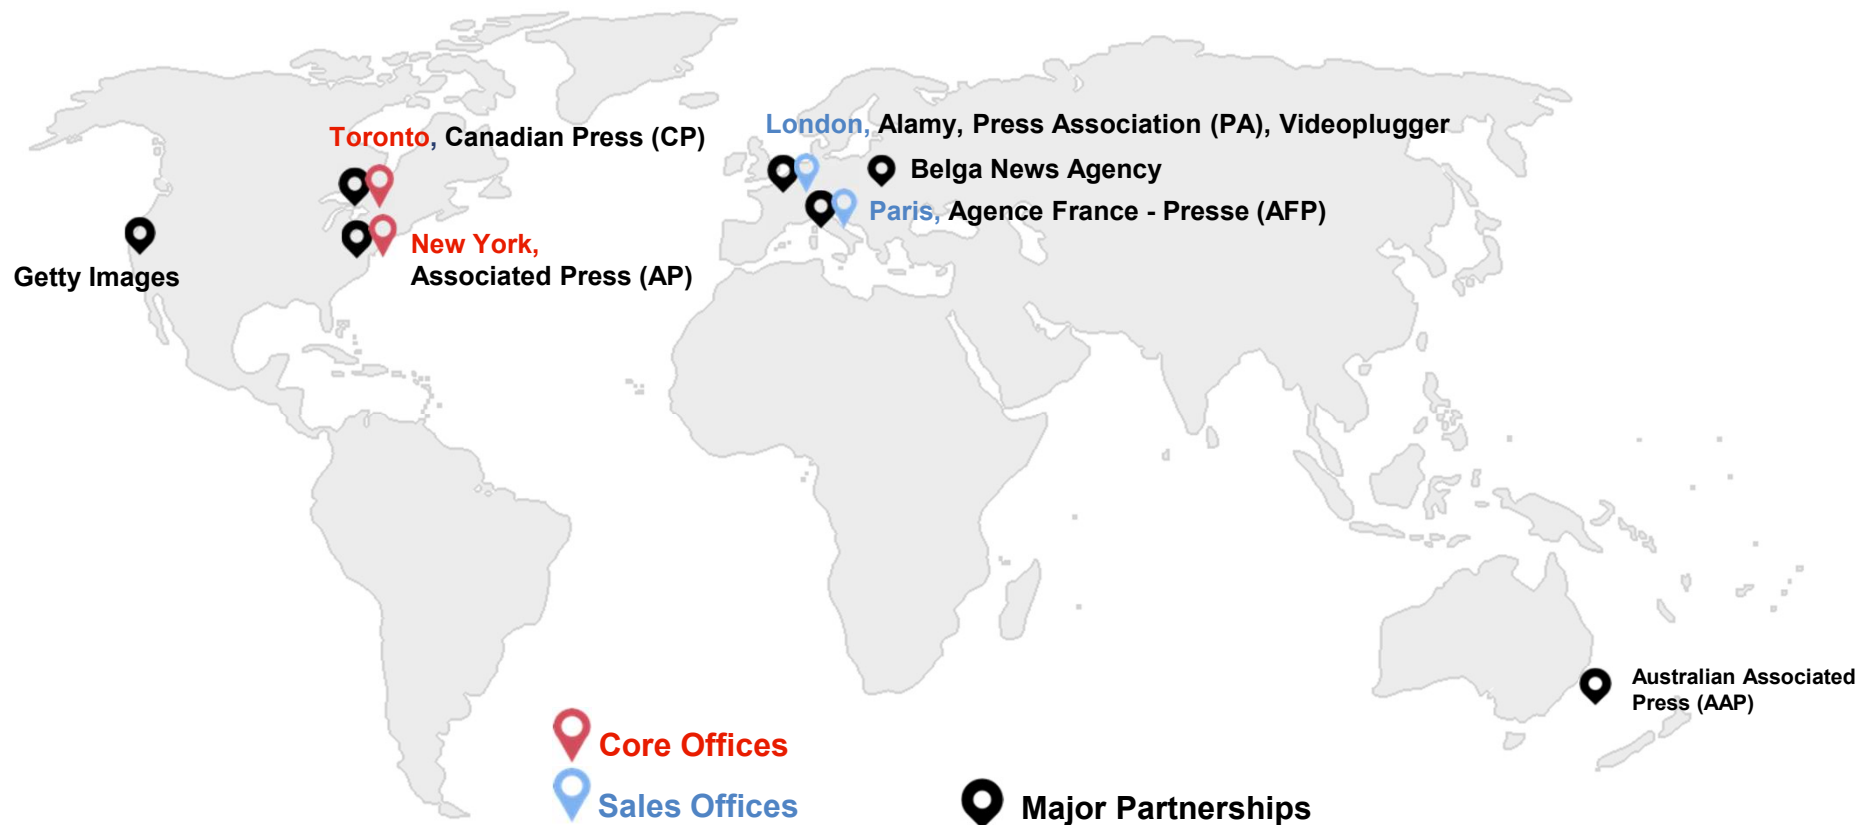 Toronto, Canadian Press (CP)
London, Alamy, Press Association (PA), Videoplugger
Belga News Agency
Paris, Agence France - Presse (AFP)
New York,
Associated Press (AP)
Getty Images
Australian Associated
Press (AAP)
Core Offices
Sales Offices
Major Partnerships